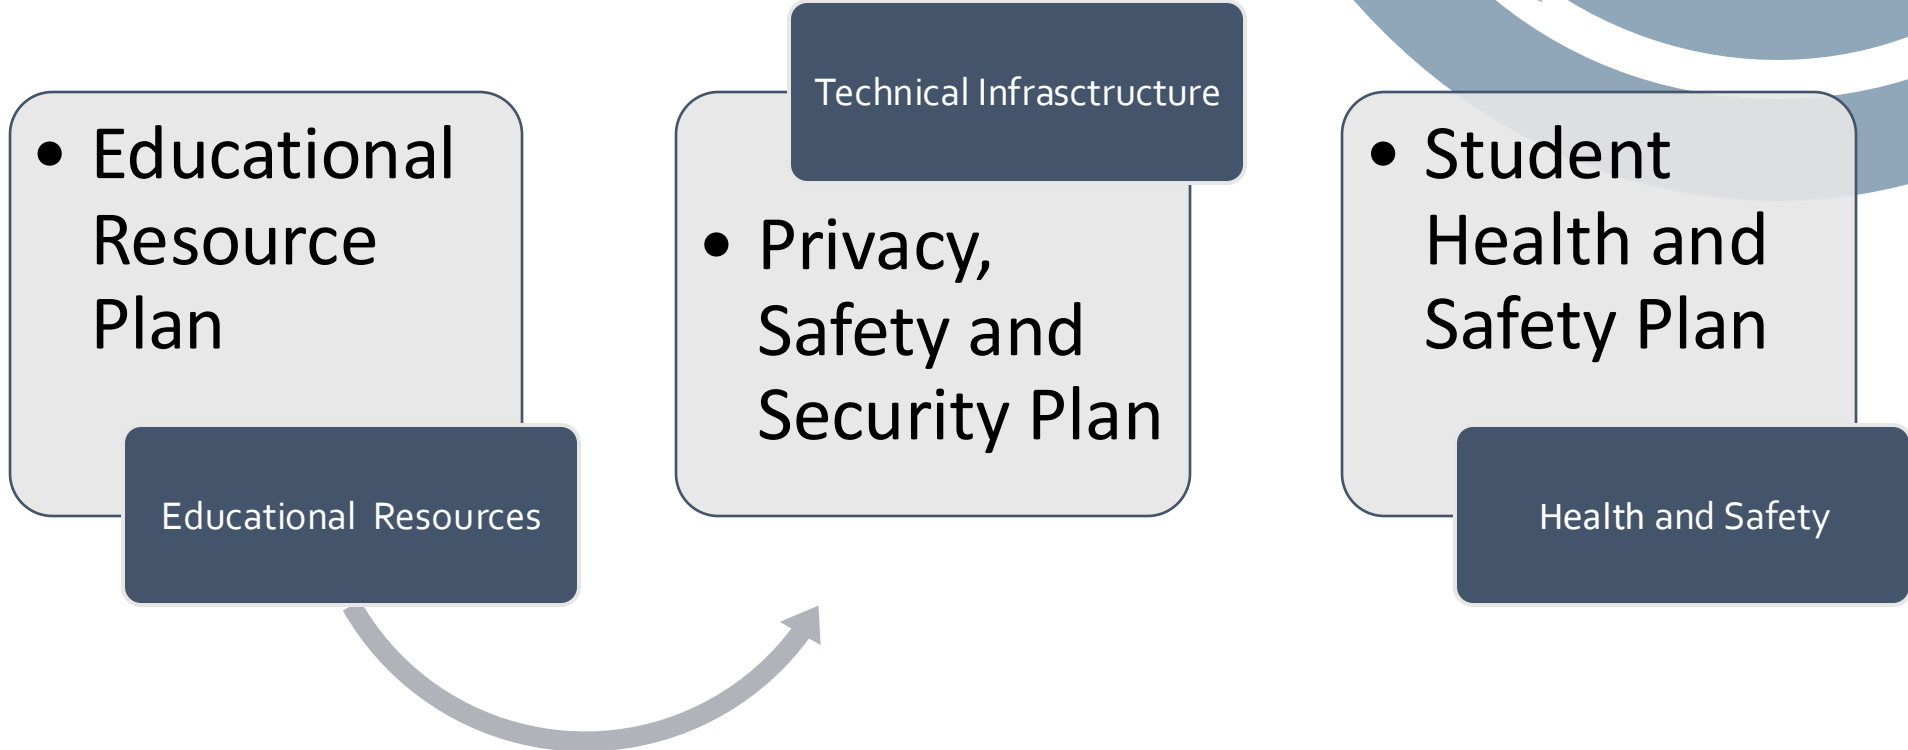 • Educational
Resource
Plan
Educational Resources
Technical Infrasctructure
• Privacy,
Safety and
Security Plan
• Student
Health and
Safety Plan
Health and Safety